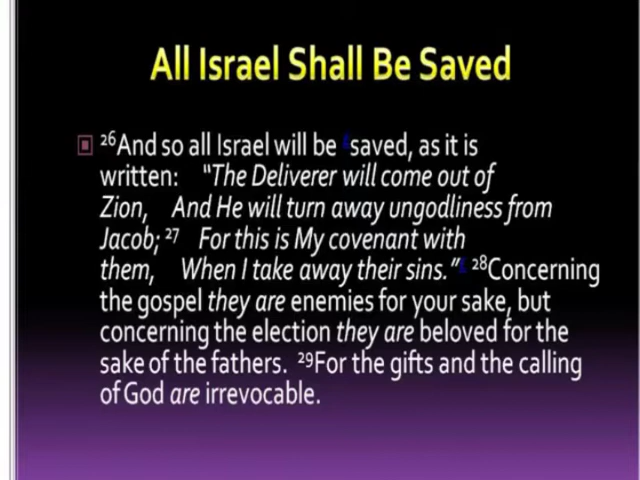 All Israel Shall Be Saved
26And so all Israel will be saved, as it is
written: "The Deliverer will come out of
Zion, And He will turn away ungodliness from
Jacob; 27 For this is My covenant with
them, When I take away their sins." 28Concerning
the gospel they are enemies for your sake, but
concerning the election they are beloved for the
sake of the fathers. 29For the gifts and the calling
of God are irrevocable.